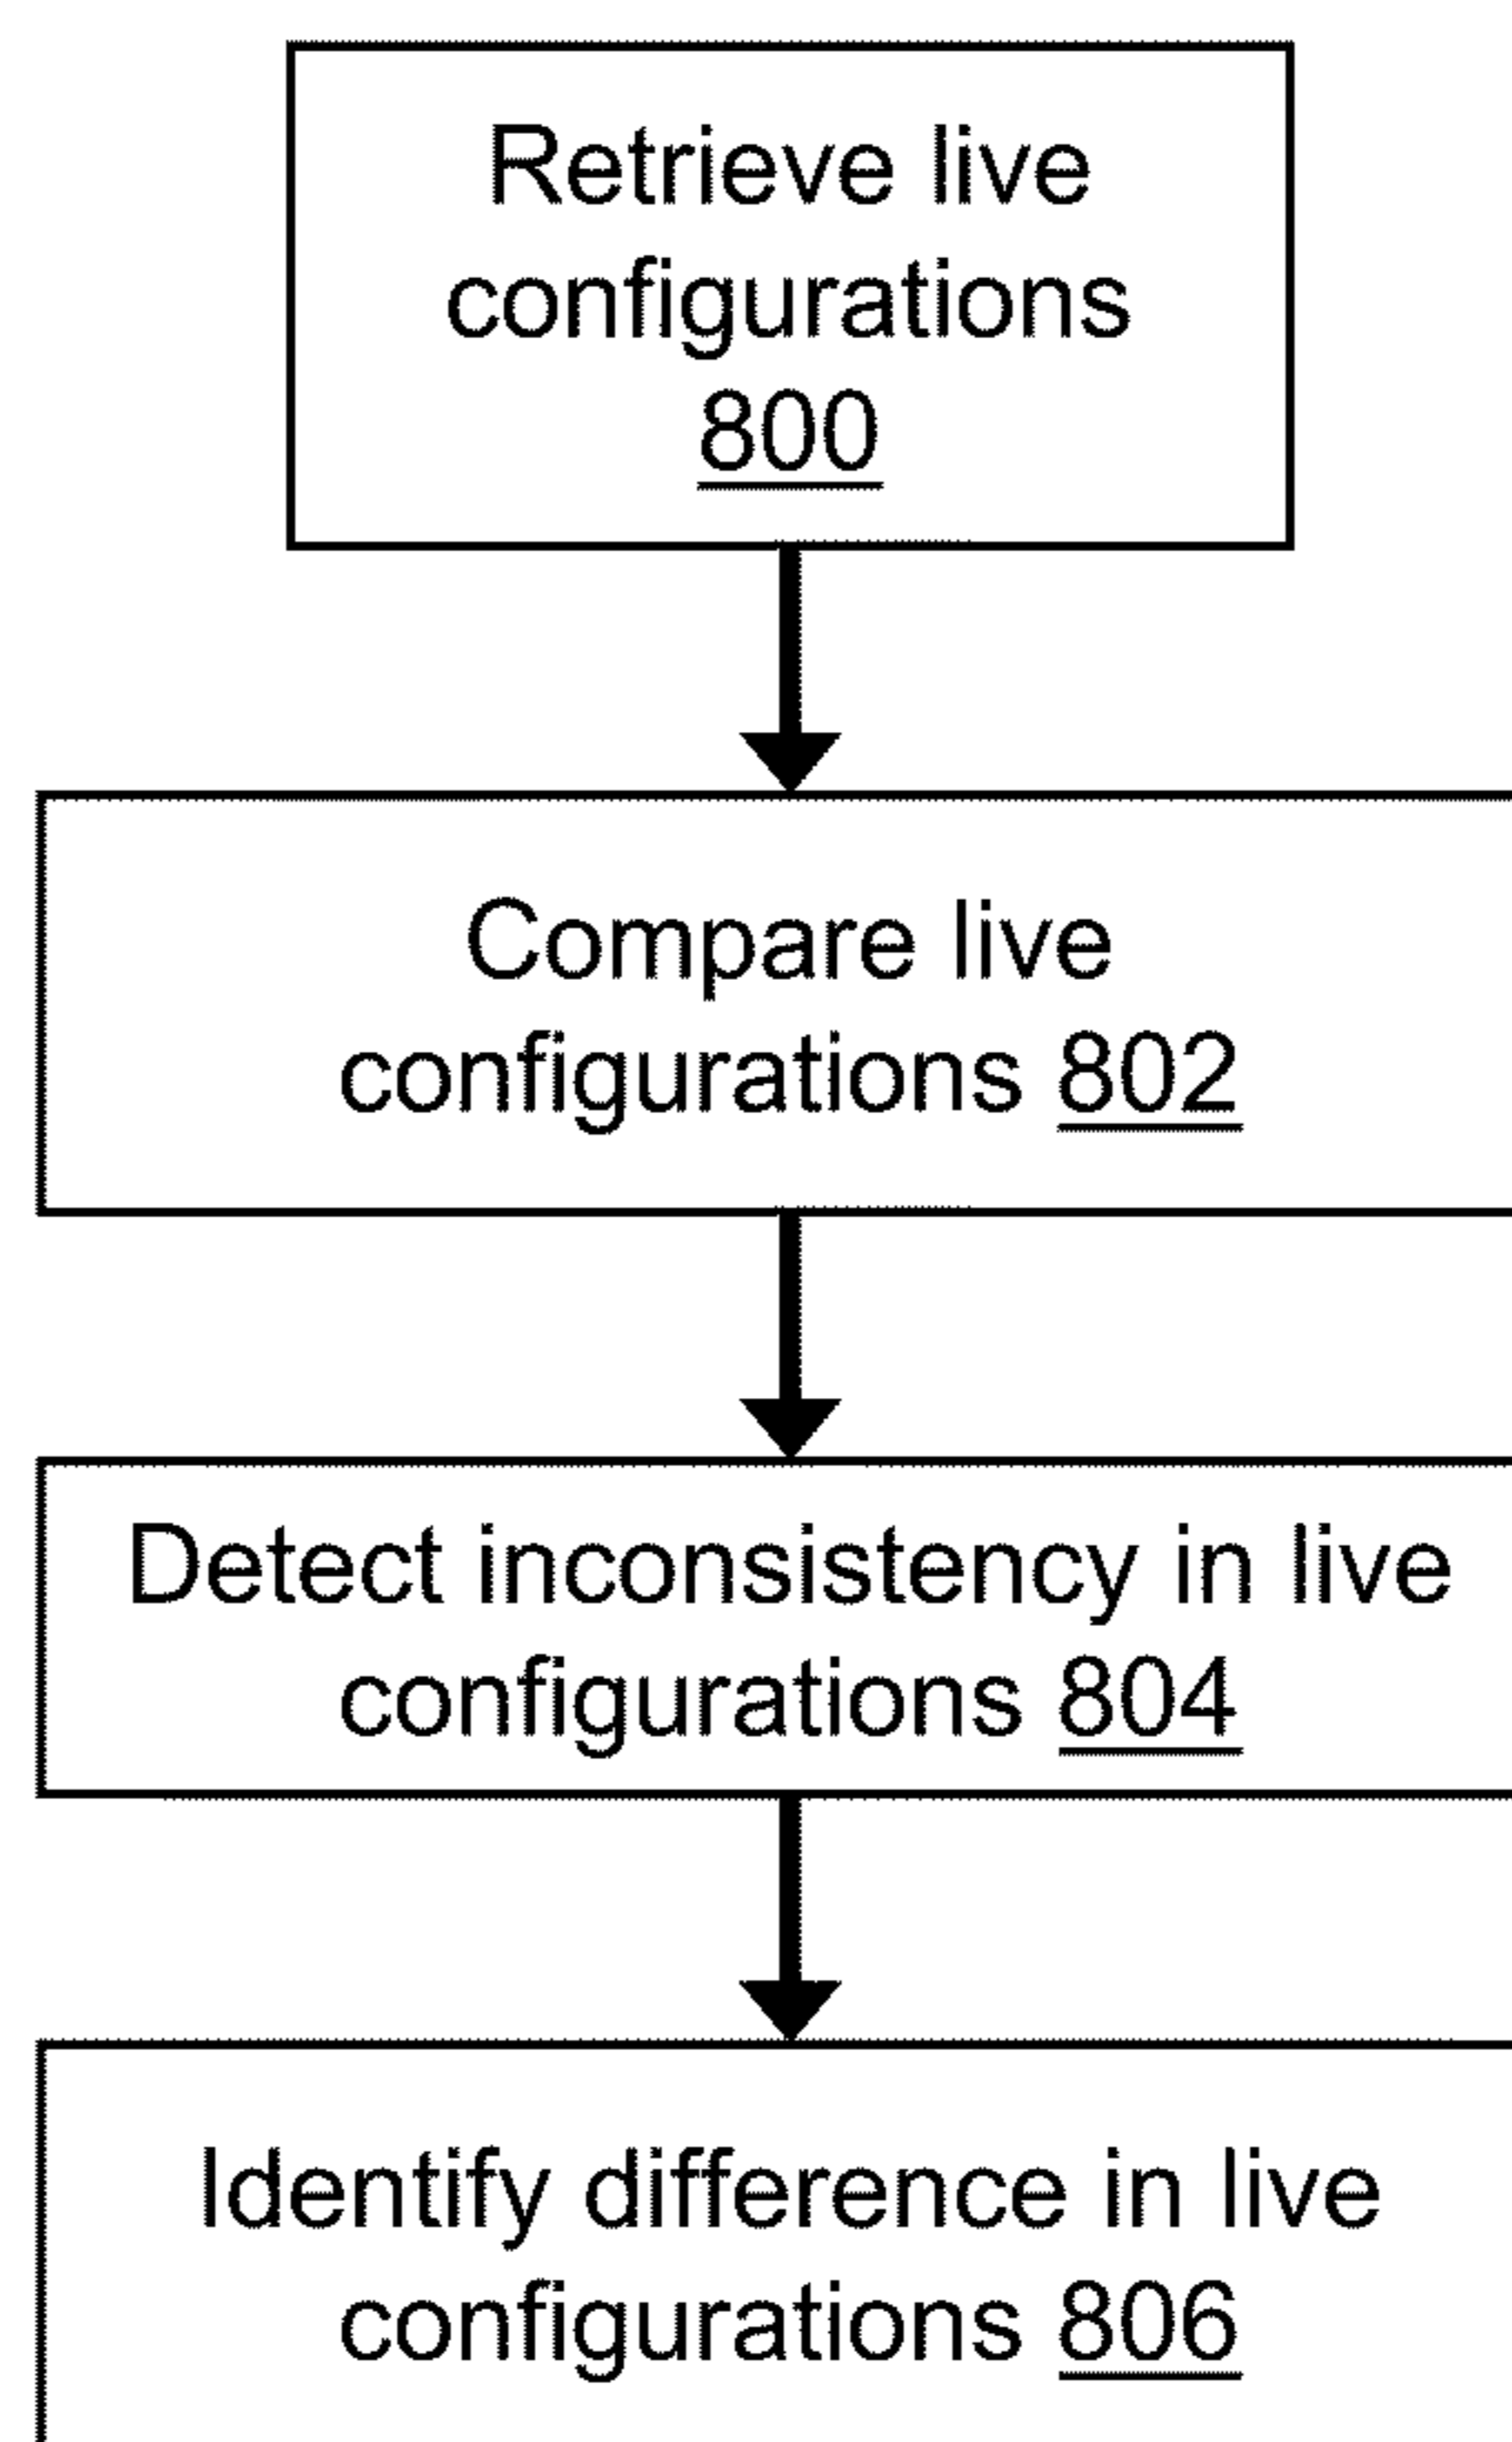 Retrieve live
configurations
800
Compare live
configurations 802
Detect inconsistency in live
configurations 804
Identify difference in live
configurations 806